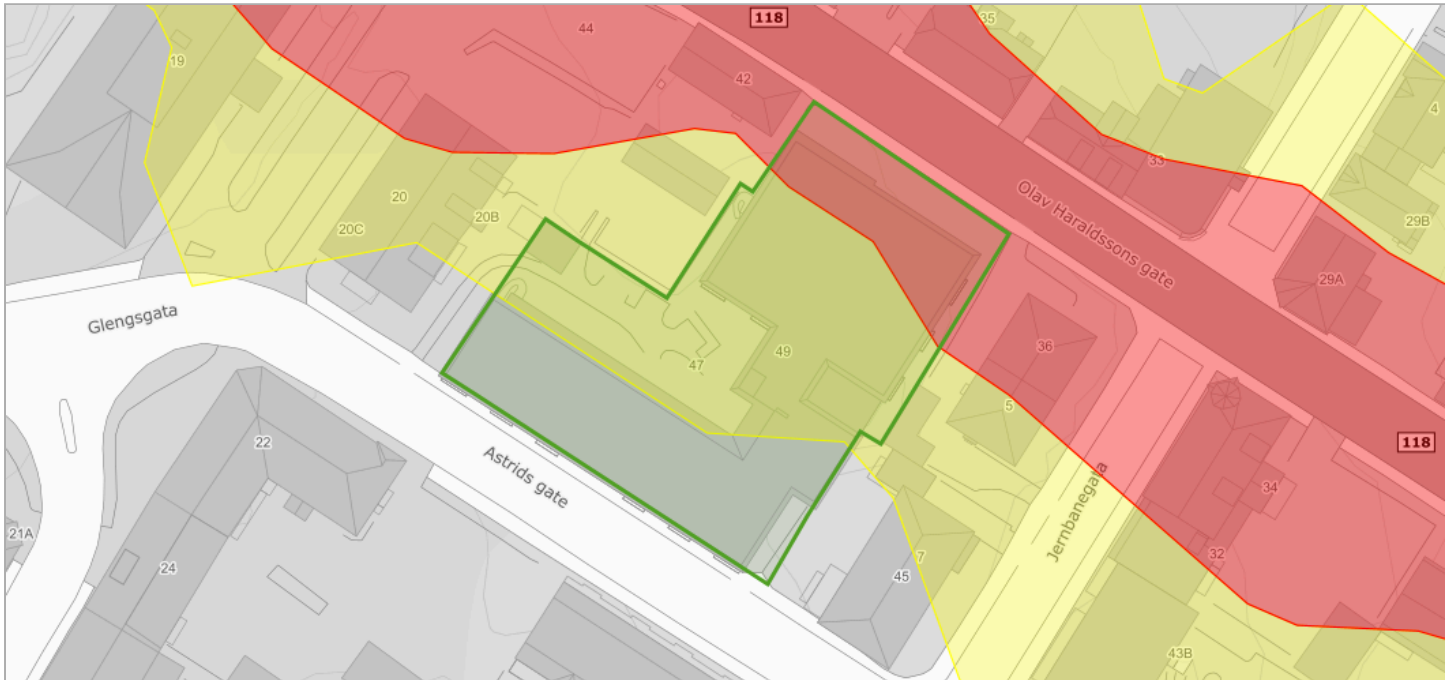 118
44
35
19
42
4
33
20
20B
20C
29B
Olav Haraldssons gate
29A
Glengsgata
36
49
47
5
22
118
Astrids gate
Jernbanegata
34
21A
24
7
45
32
43B